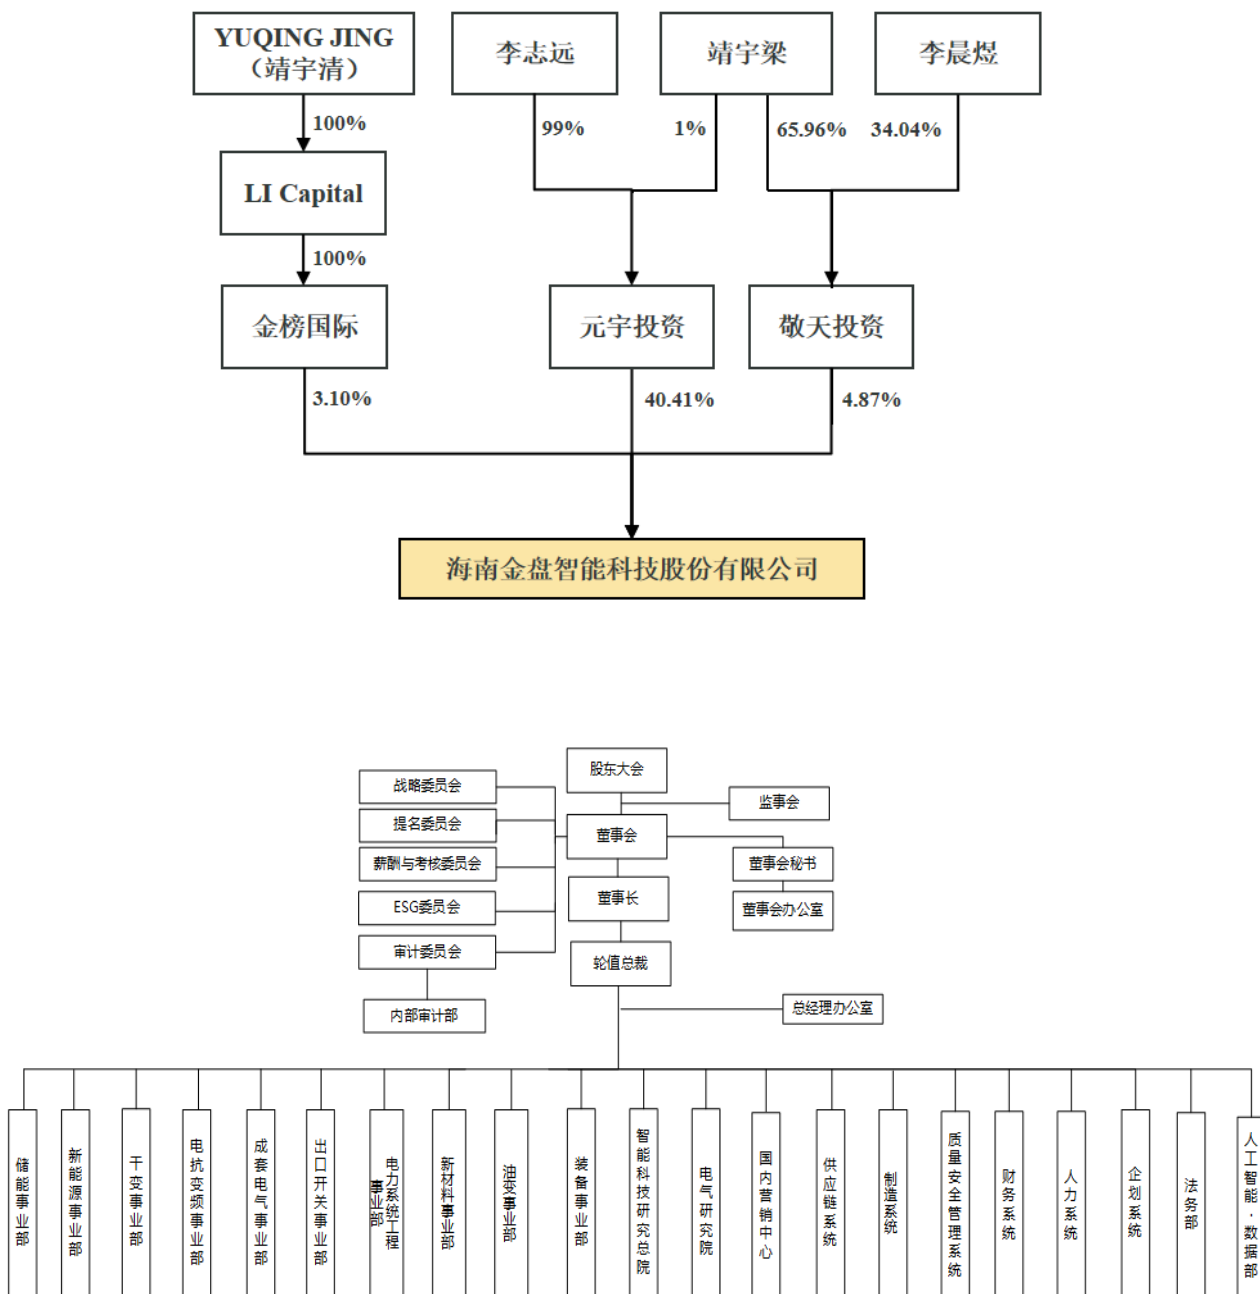 YUQING JING
（靖宇清）
李志远
靖宇梁
李晨煜
100%
99%
1%
65.96%
34.04%
LI Capital
100%
金榜国际
元宇投资
敬天投资
3.10%
40.41%
4.87%
海南金盘智能科技股份有限公司
股东大会
战略委员会
监事会
提名委员会
董事会
薪酬与考核委员会
董事会秘书
ESG委员会
董事长
董事会办公室
审计委员会
轮值总裁
内部审计部
总经理办公室
储能事业部
新能源事业部
干变事业部
电抗变频事业部
成套电气事业部
出口开关事业部
电力系统工程
事业部
新材料事业部
油变事业部
装备事业部
智能科技研究总院
电气研究院
国内营销中心
供应链系统
制造系统
质量安全管理系统
财务系统
人力系统
企划系统
法务部
人工智能·数据部